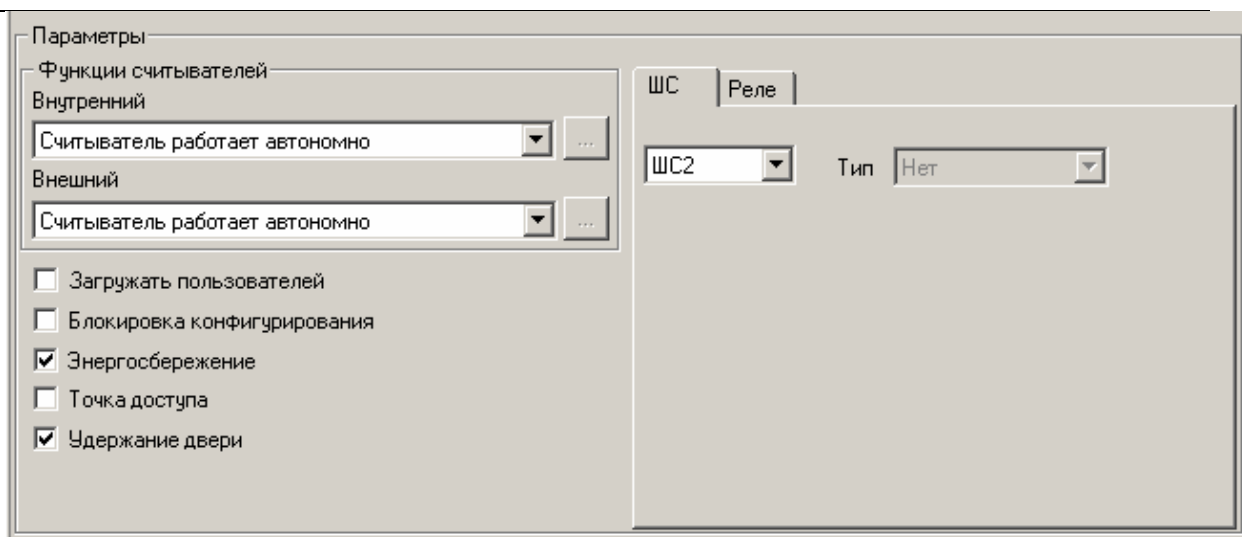 Параметры
Функции считывателей
Внутренний
Считыватель работает автономно
...
Внешний
Считыватель работает автономно
...
Загружать пользователей
Блокировка конфигурирования
Энергосбережение
Точка доступа
Удержание двери
ШС Реле
ШС2 Тип Нет